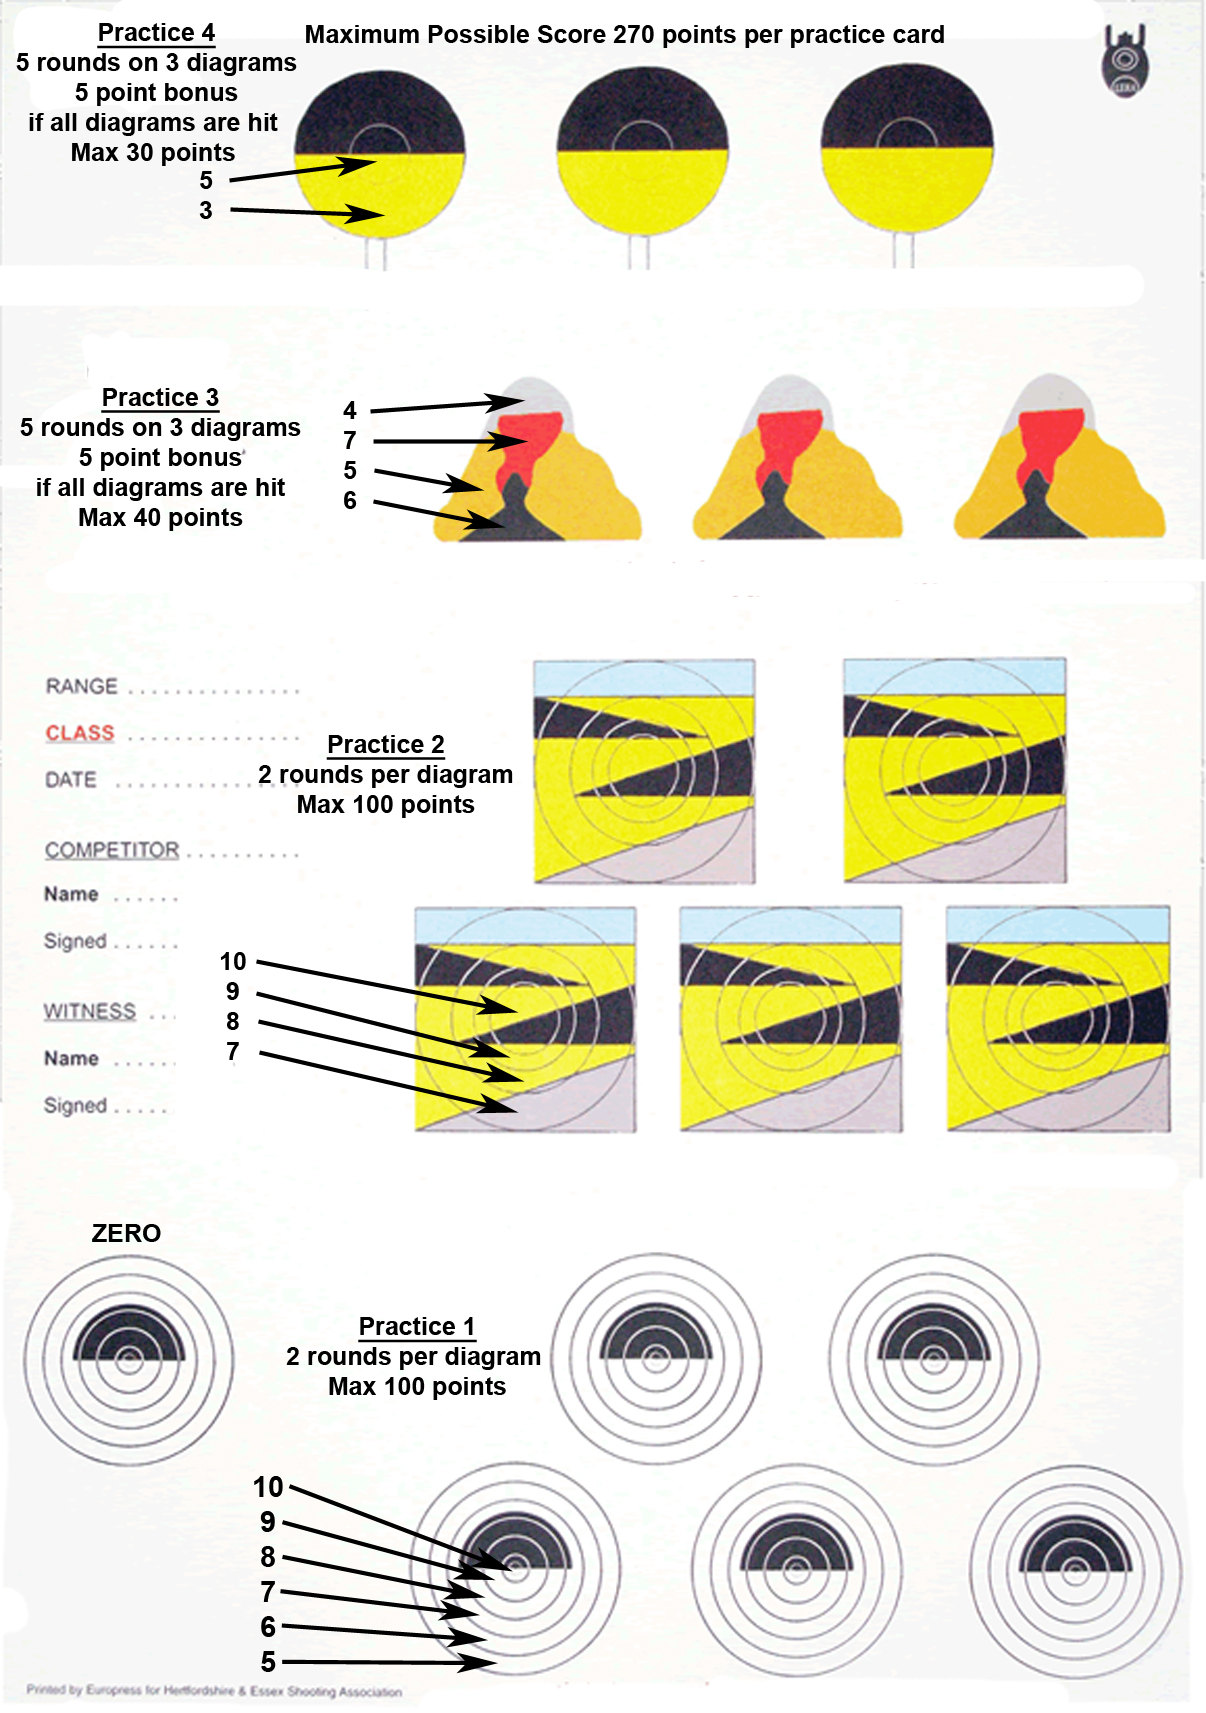 Practice 4
Maximum Possible Score 270 points per practice card
5 rounds on 3 diagrams
5 point bonus
if all diagrams are hit
Max 30 points
5
3
Practice 3
5 rounds on 3 diagrams
5 point bonus
if all diagrams are hit
Max 40 points
4
7
5
6
RANGE . . . . . . . . . . . . . . .
CLASS . . . . . . . . . . . . . . .
DATE . . . . . . . . . . . . .
Practice 2
2 rounds per diagram
Max 100 points
COMPETITOR . . . . . . . . . .
Name . . . . . .
Signed . . . . . .
WITNESS . . .
Name . . . . . .
Signed . . . . .
10
9
8
7
ZERO
Practice 1
2 rounds per diagram
Max 100 points
10
9
8
7
6
5
Printed by Europress for Hertfordshire & Essex Shooting Association